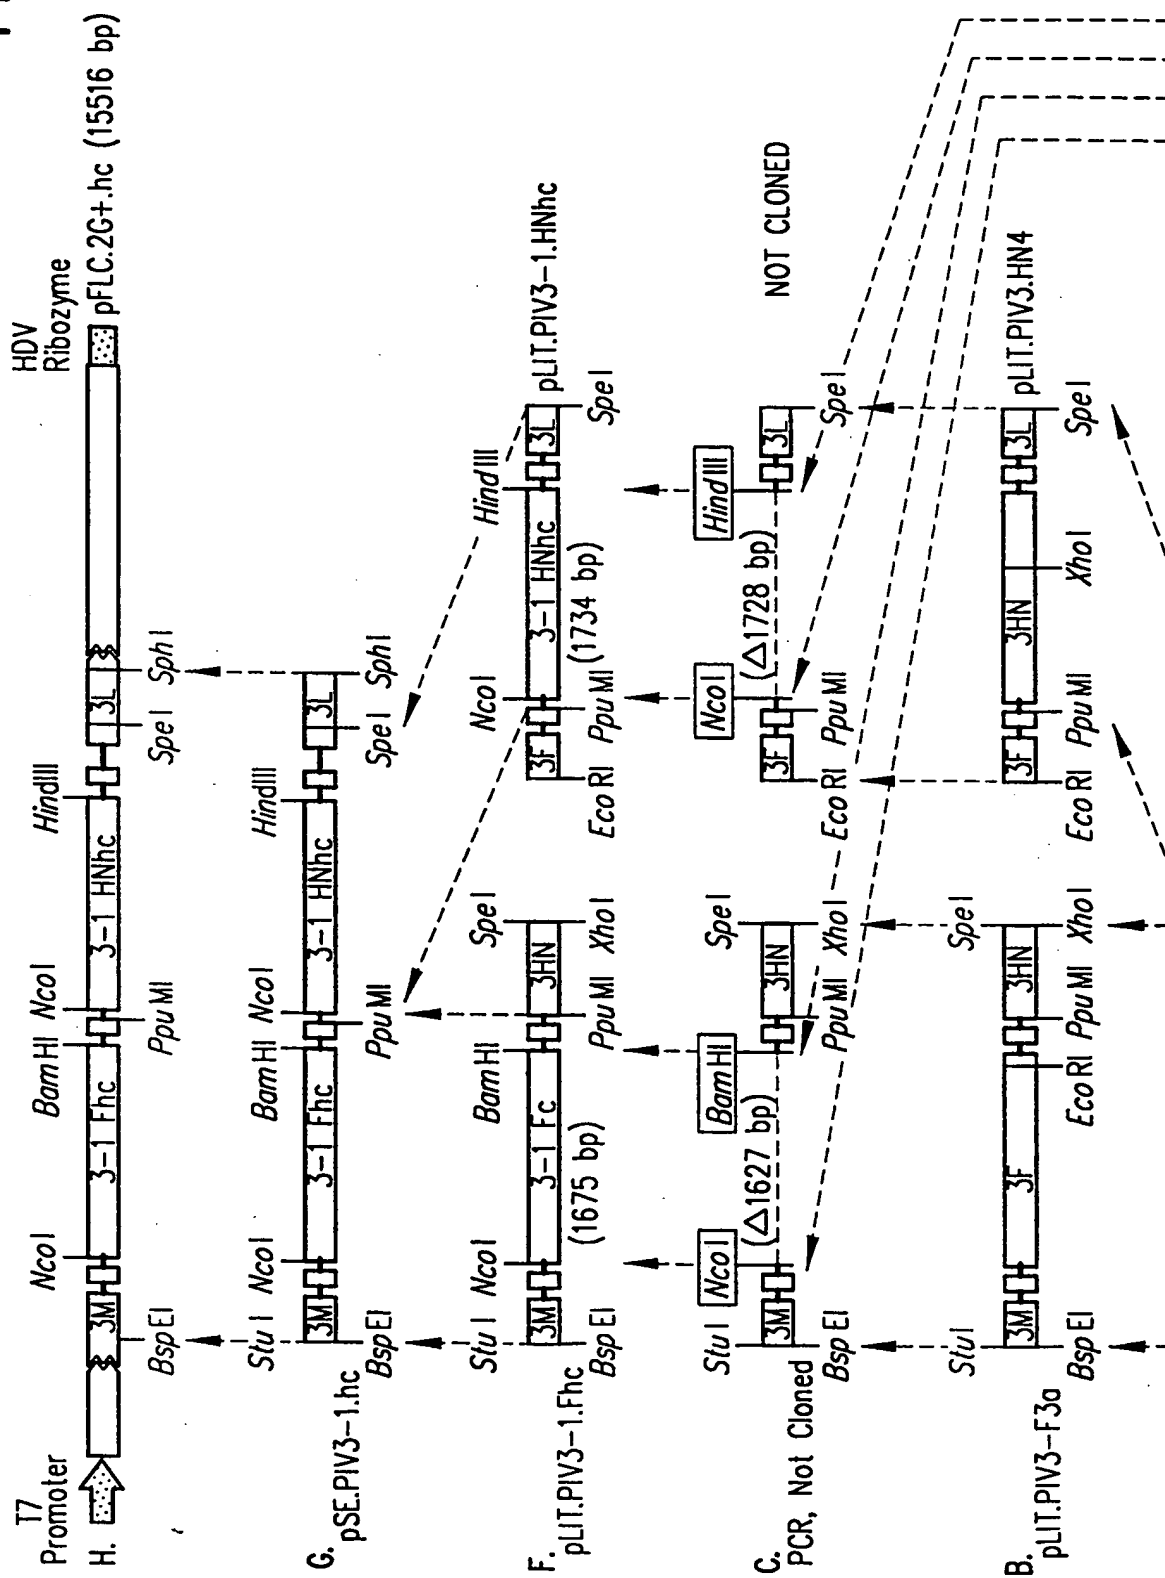 T7
Promoter
HDV
Ribozyme
H.
NcoI
BamHI
NcoI
HindIII
3M
3-1 Fhc
3-1 HNhc
3L
pFLC.2G+.hc (15516 bp)
BspEI
PpuMI
SpeI
SphI
G.
pSE.PIV3-1.hc
StuI
NcoI
BamHI
NcoI
HindIII
3M
3-1 Fhc
3-1 HNhc
3L
BspEI
PpuMI
SpeI
SphI
F.
pLIT.PIV3-1.Fhc
StuI
NcoI
BamHI
SpeI
3M
3-1 Fc
3HN
(1675 bp)
BspEI
PpuMI
XhoI
NcoI
HindIII
3F
3-1 HNhc
3L
pLIT.PIV3-1.HNhc
(1734 bp)
EcoRI
PpuMI
SpeI
C.
PCR, Not Cloned
StuI
NcoI
BamHI
SpeI
3M
(△1627 bp)
3HN
BspEI
PpuMI
XhoI
NcoI
HindIII
NOT CLONED
3F
(△1728 bp)
3L
EcoRI
PpuMI
SpeI
B.
pLIT.PIV3-F3a
StuI
SpeI
3M
3F
3HN
BspEI
EcoRI
PpuMI
XhoI
3F
3HN
3L
pLIT.PIV3.HN4
EcoRI
PpuMI
XhoI
SpeI